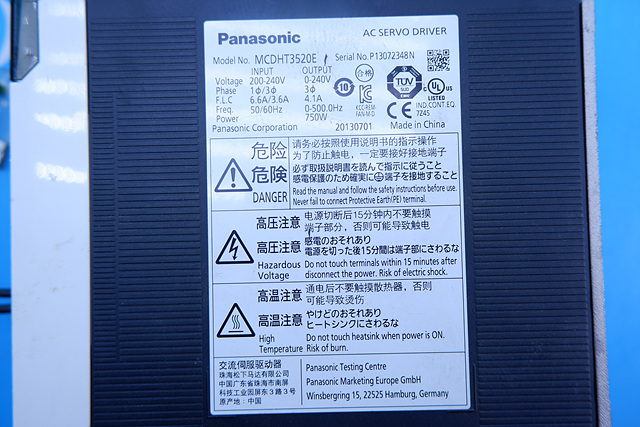 Panasonic
AC SERVO DRIVER
Model No. MCDHT3520E
Serial No. P13072348N
INPUT OUTPUT
Voltage 200-240V 0-240V
Phase 1Φ/3Φ 3Φ
F.L.C 6.6A/3.6A 4.1A
Freq. 50/60Hz 0-500.0Hz
Power 750W
10
合格
KCC-REM-
FAN-M-D
TÜV
SUD
C UL US
LISTED
IND.CONT.EQ.
7Z45
CE
Panasonic Corporation 20130701 Made in China
危险
请务必按照使用说明书的指示操作
为了防止触电，一定要接好接地端子
危険
必ず取扱説明書を読んで指示に従うこと
感電保護のため確実に⏚端子を接地すること
DANGER
Read the manual and follow the safety instructions before use.
Never fail to connect Protective Earth(PE) terminal.
高压注意
电源切断后15分钟内不要触摸
端子部分，否则可能导致触电
高圧注意
感電のおそれあり
電源を切った後15分間は端子部にさわるな
Hazardous
Voltage
Do not touch terminals within 15 minutes after
disconnect the power. Risk of electric shock.
高温注意
通电后不要触摸散热器，否则
可能导致烫伤
高温注意
やけどのおそれあり
ヒートシンクにさわるな
High
Temperature
Do not touch heatsink when power is ON.
Risk of burn.
交流伺服驱动器
珠海松下马达有限公司
中国广东省珠海市南屏
科技工业园屏东３路３号
原产地：中国
Panasonic Testing Centre
Panasonic Marketing Europe GmbH
Winsbergring 15, 22525 Hamburg, Germany